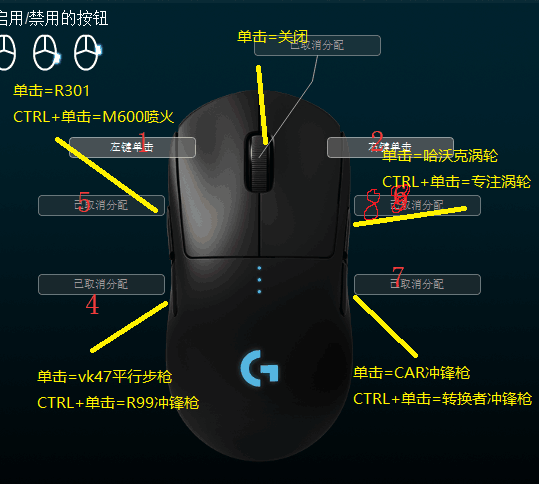 启用/禁用的按钮
单击=关闭
已取消分配
单击=R301
CTRL+单击=M600喷火
左键单击
1
2
右键单击
单击=哈沃克涡轮
CTRL+单击=专注涡轮
已取消分配
5
已取消分配
已取消分配
4
已取消分配
7
单击=vk47平行步枪
CTRL+单击=R99冲锋枪
单击=CAR冲锋枪
CTRL+单击=转换者冲锋枪
G